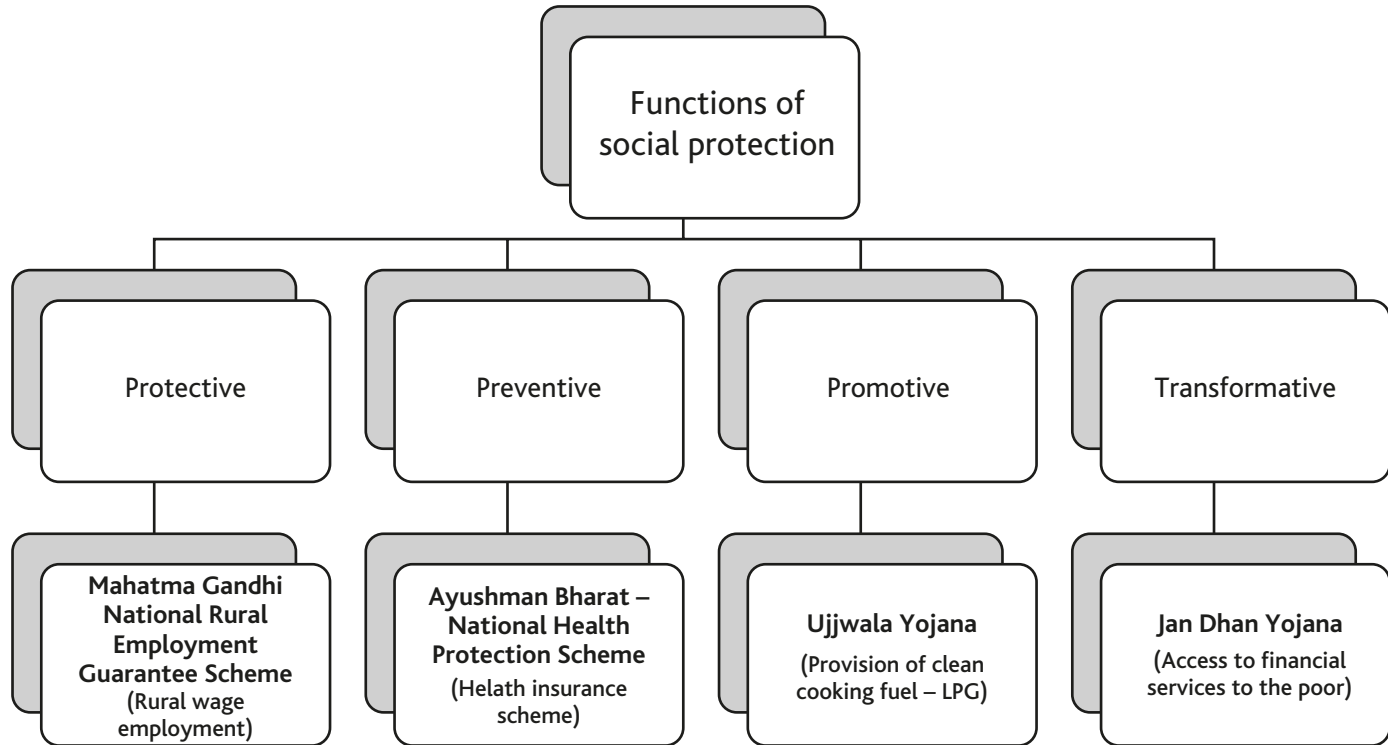 Functions of
social protection
Protective
Preventive
Promotive
Transformative
Mahatma Gandhi
National Rural
Employment
Guarantee Scheme
(Rural wage
employment)
Ayushman Bharat –
National Health
Protection Scheme
(Helath insurance
scheme)
Ujjwala Yojana
(Provision of clean
cooking fuel – LPG)
Jan Dhan Yojana
(Access to financial
services to the poor)